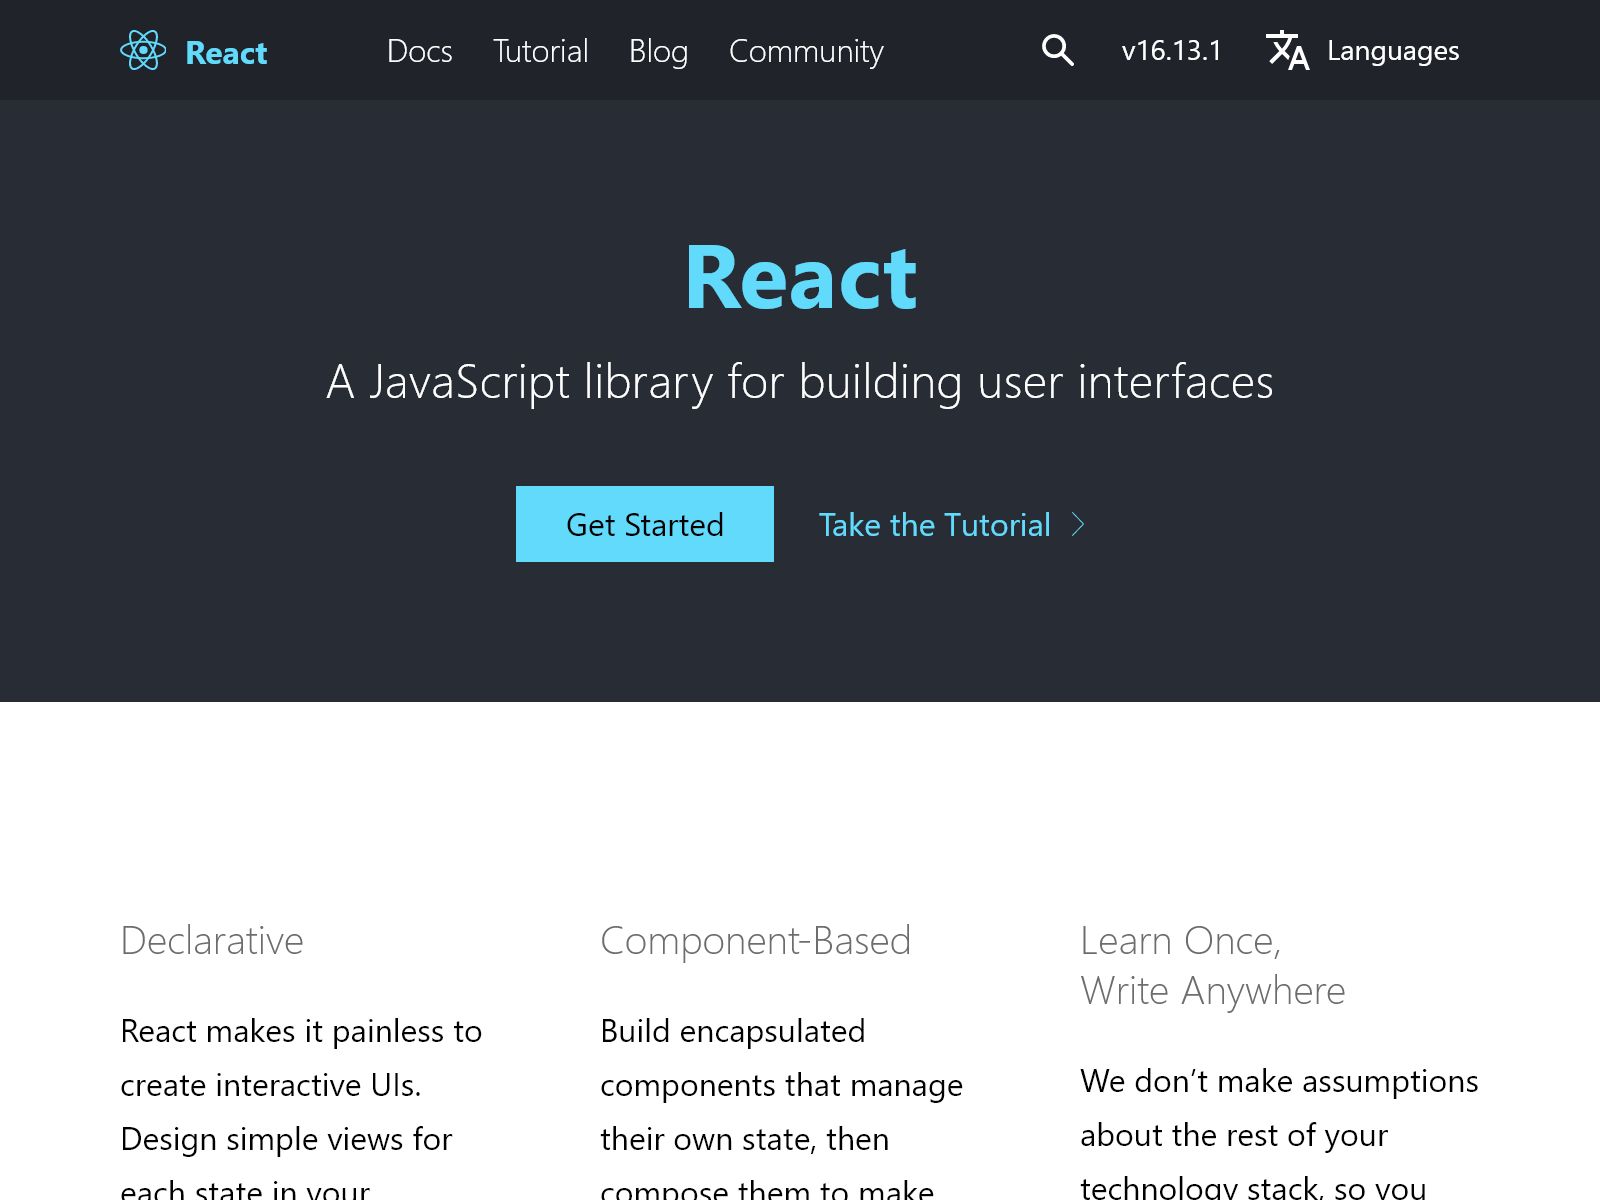 React
Docs Tutorial Blog Community
v16.13.1 Languages
React
A JavaScript library for building user interfaces
Get Started Take the Tutorial
Declarative
React makes it painless to
create interactive UIs.
Design simple views for
each state in your
Component-Based
Build encapsulated
components that manage
their own state, then
compose them to make
Learn Once,
Write Anywhere
We don’t make assumptions
about the rest of your
technology stack, so you